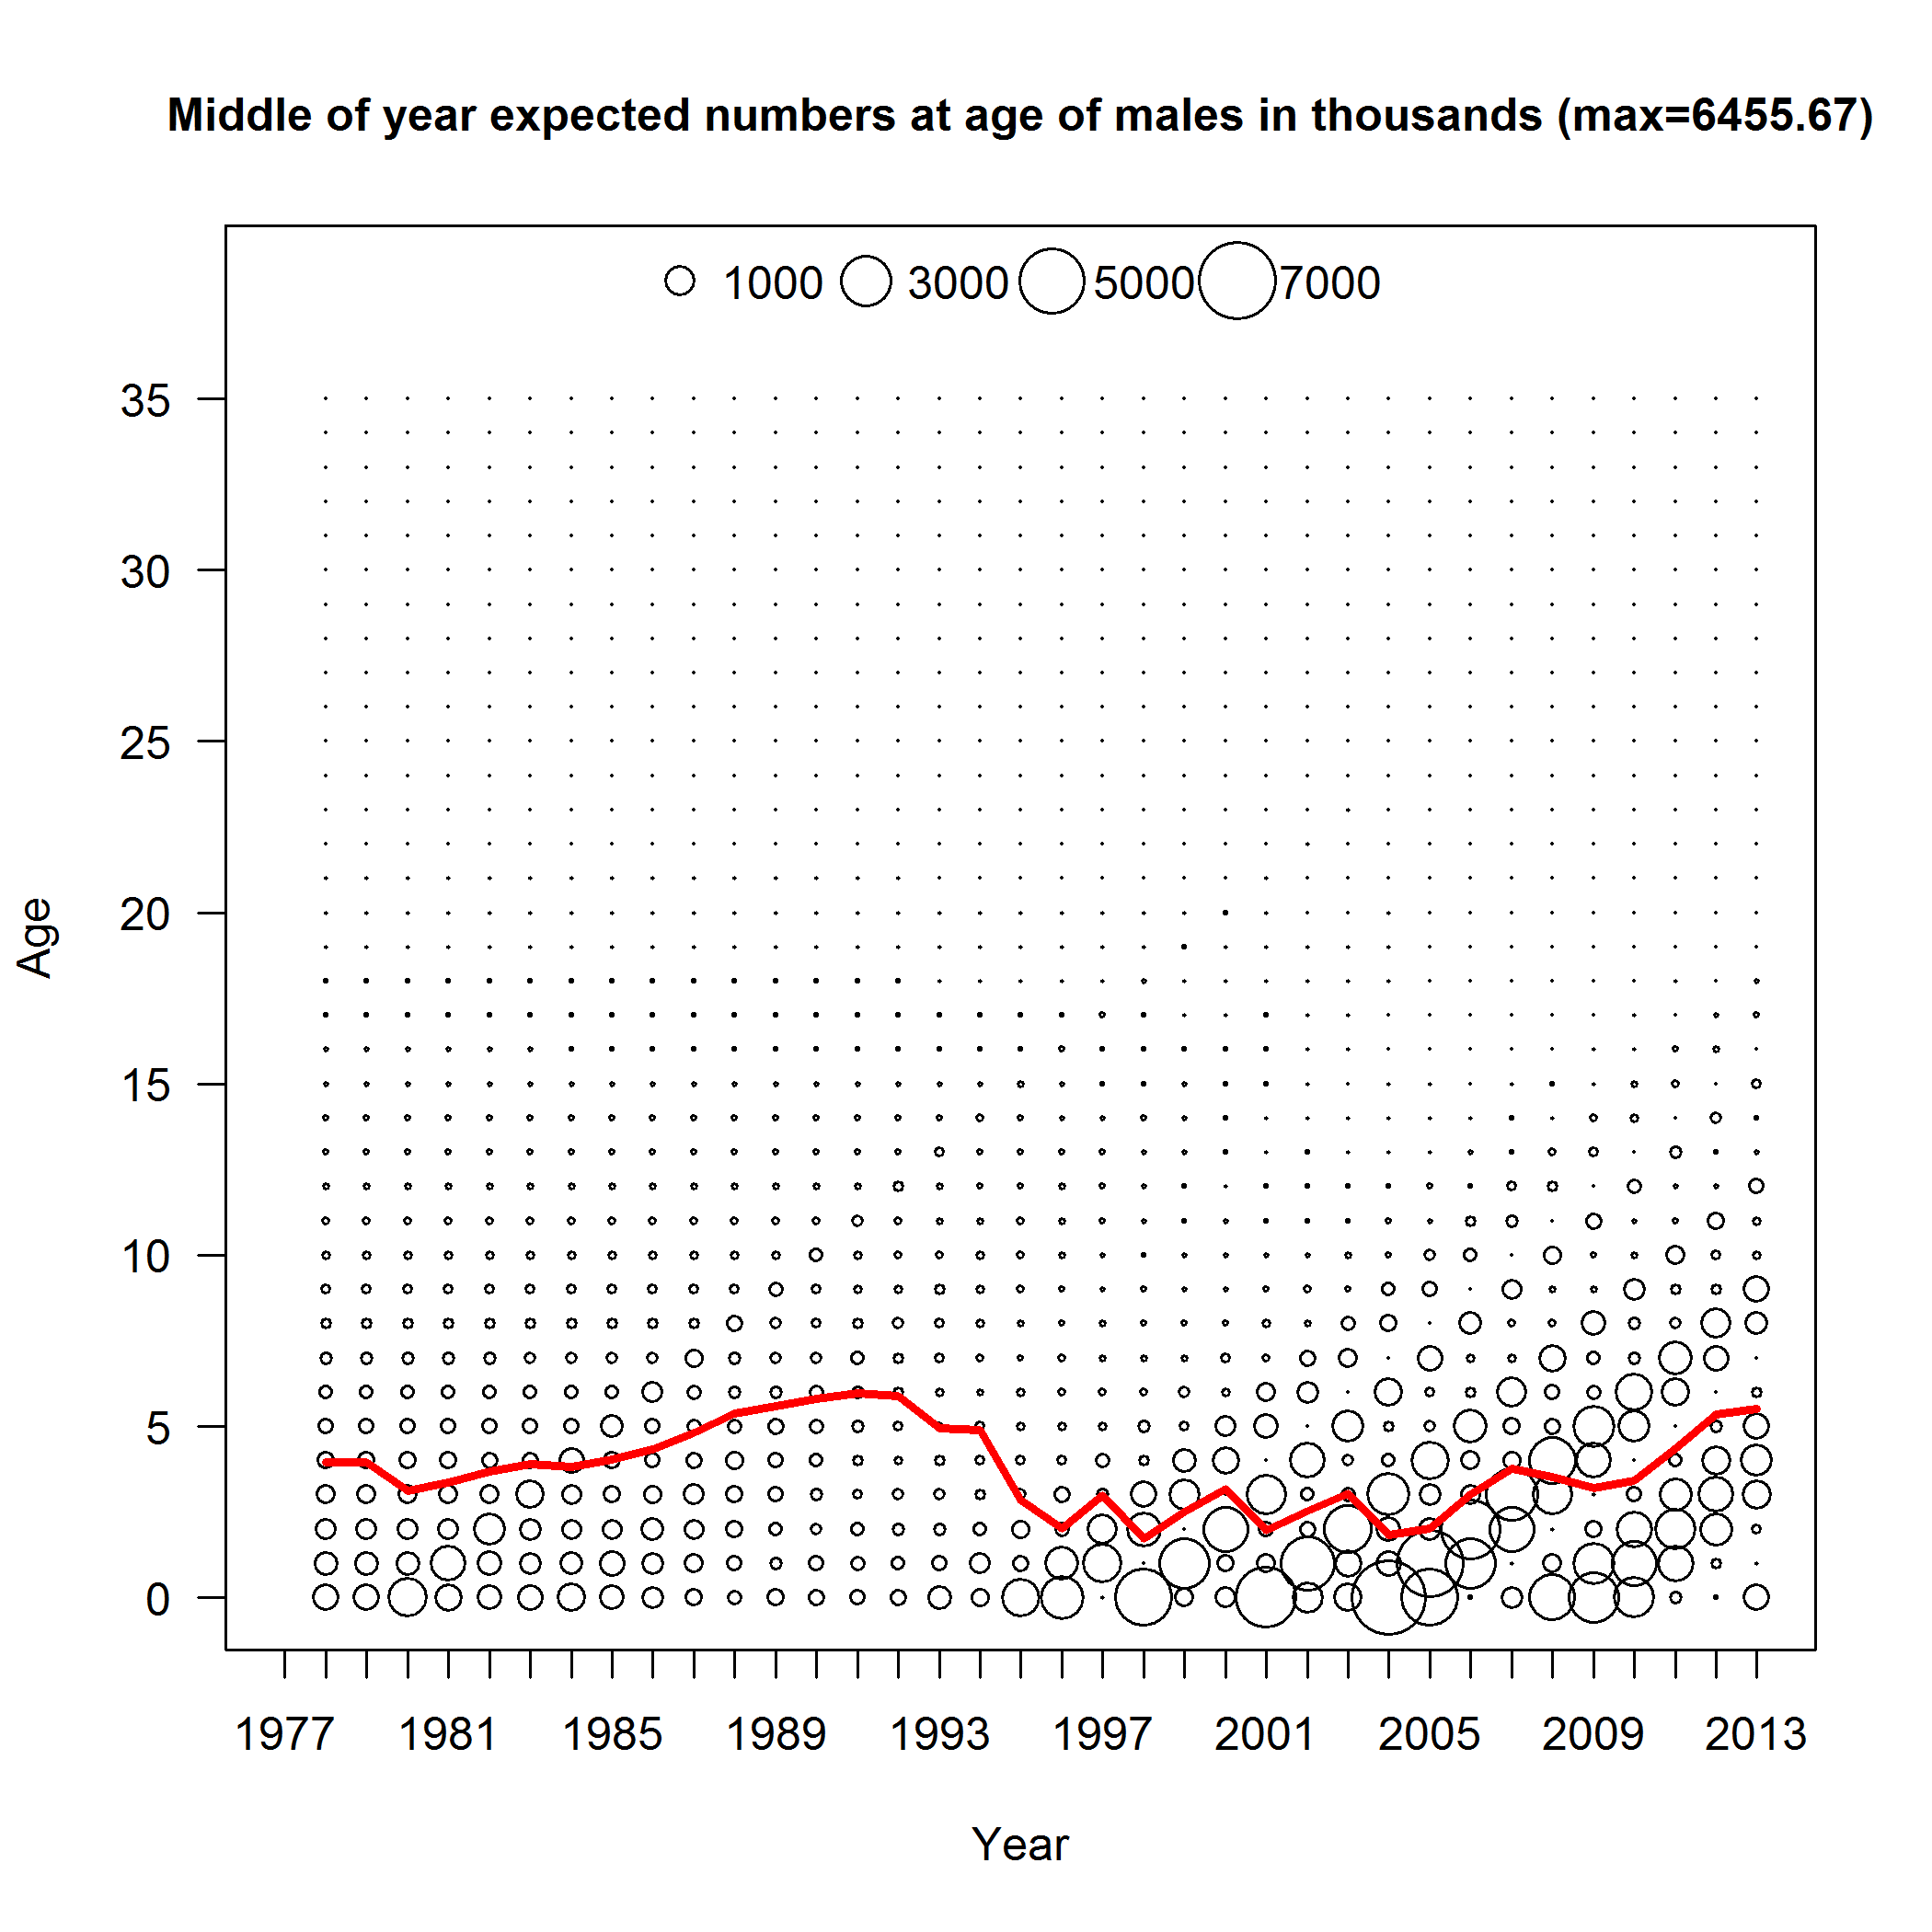 Middle of year expected numbers at age of males in thousands (max=6455.67)
1000 3000 5000 7000
35
30
25
20
15
10
5
0
Age
1977 1981 1985 1989 1993 1997 2001 2005 2009 2013
Year